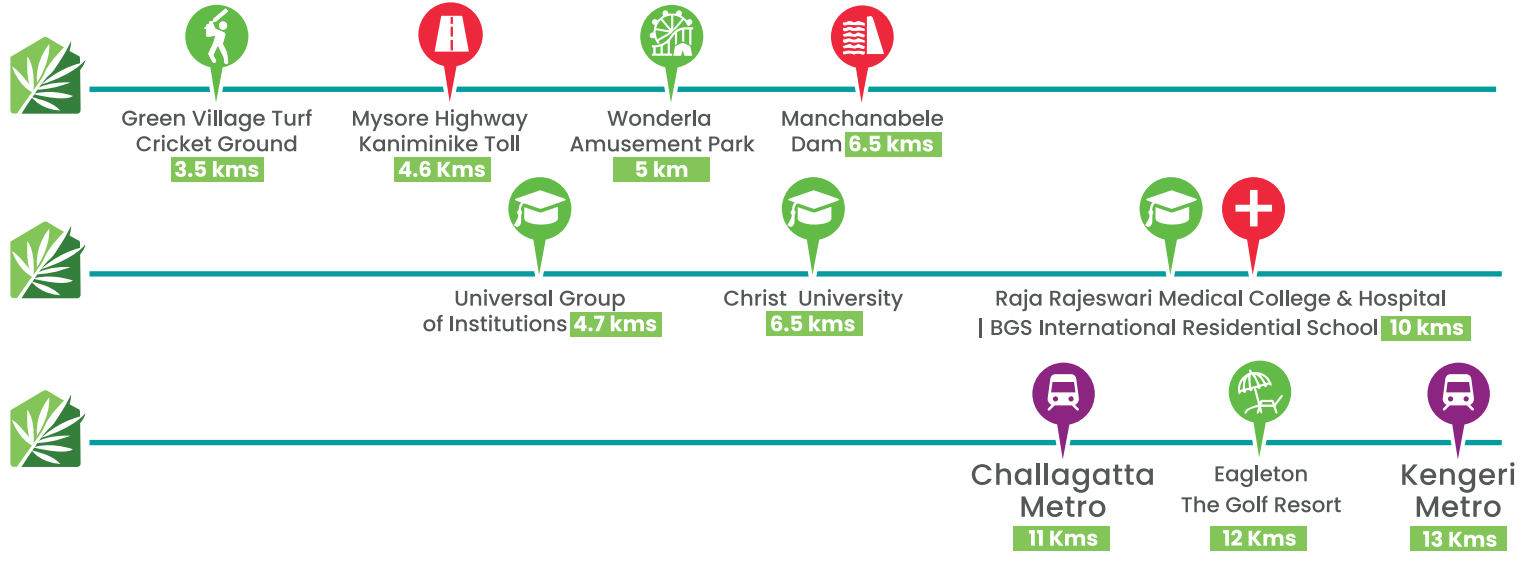 Green Village Turf
Cricket Ground
3.5 kms
Mysore Highway
Kaniminike Toll
4.6 Kms
Wonderla
Amusement Park
5 km
Manchanabele
Dam 6.5 kms
Universal Group
of Institutions 4.7 kms
Christ University
6.5 kms
Raja Rajeswari Medical College & Hospital
| BGS International Residential School 10 kms
Challagatta
Metro
11 Kms
Eagleton
The Golf Resort
12 Kms
Kengeri
Metro
13 Kms